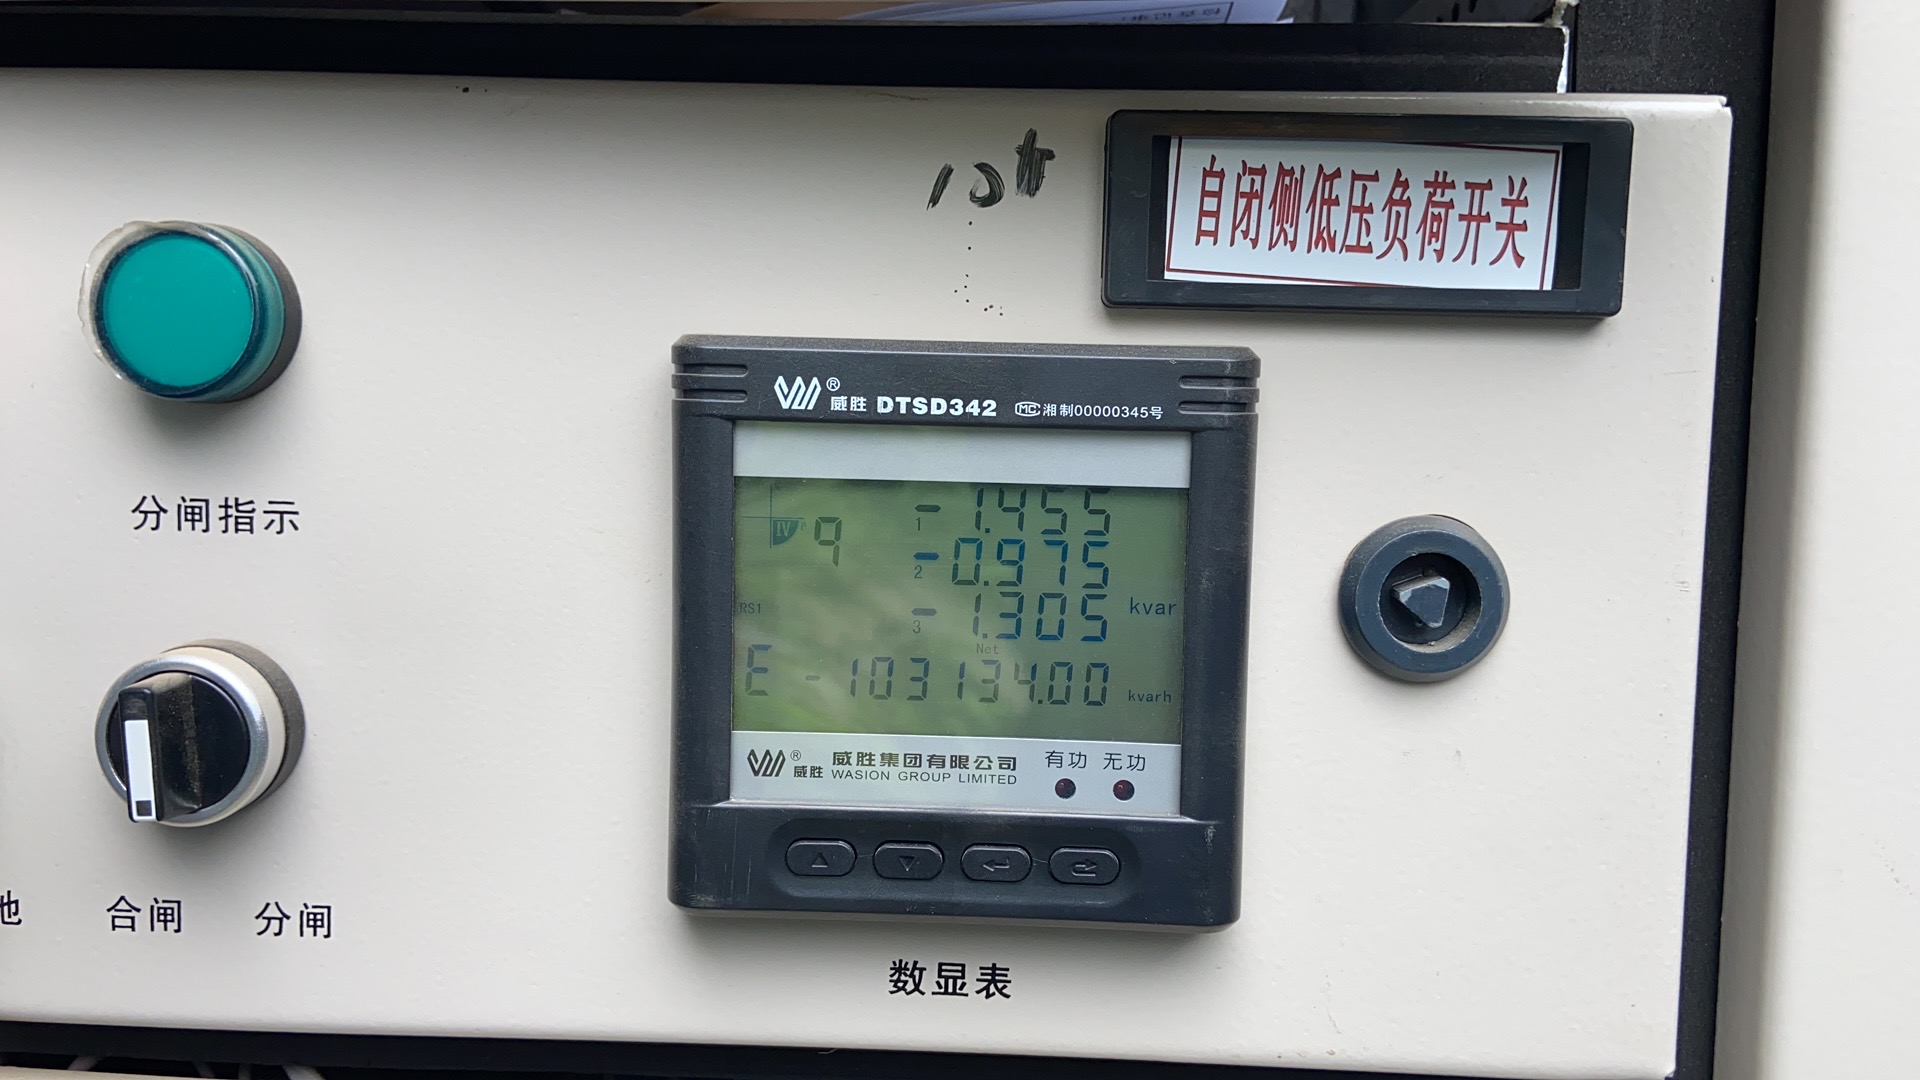 自闭侧低压负荷开关
威胜 DTSD342 MC 湘制00000345号
IV q
1 -1.455
2 -0.975
RS1
3 -1.305 kvar
Net
E -103134.00 kvarh
威胜 威胜集团有限公司
WASION GROUP LIMITED
有功 无功
数显表
分闸指示
合闸 分闸